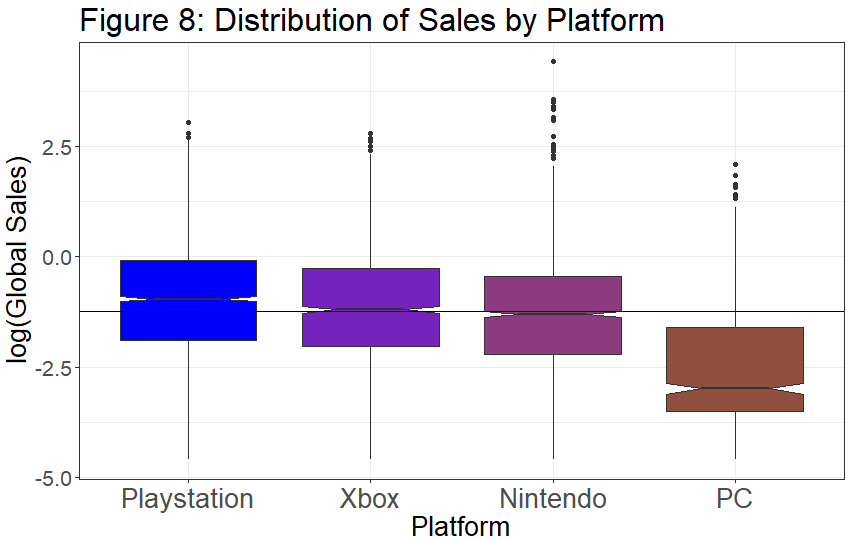 Figure 8: Distribution of Sales by Platform
log(Global Sales)
2.5
0.0
-2.5
-5.0
Playstation Xbox Nintendo PC
Platform